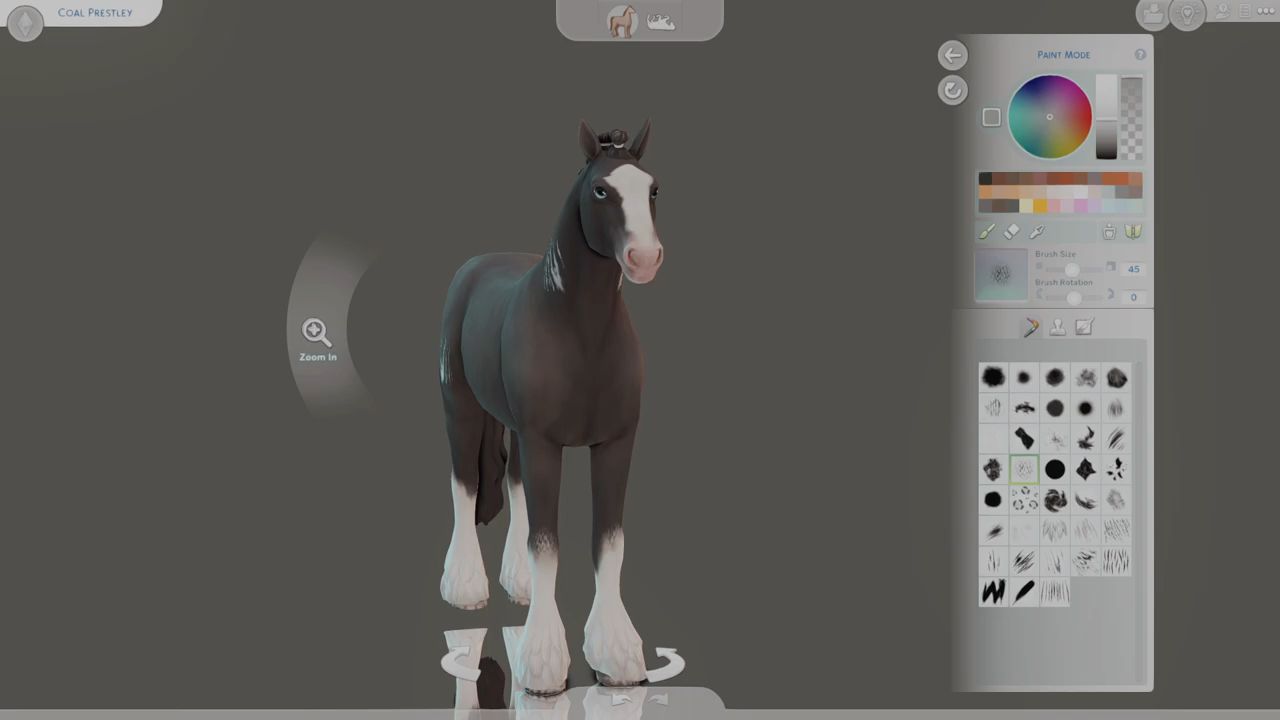 COAL PRESTLEY
PAINT MODE
?
Brush Size
45
Brush Rotation
0
Zoom In